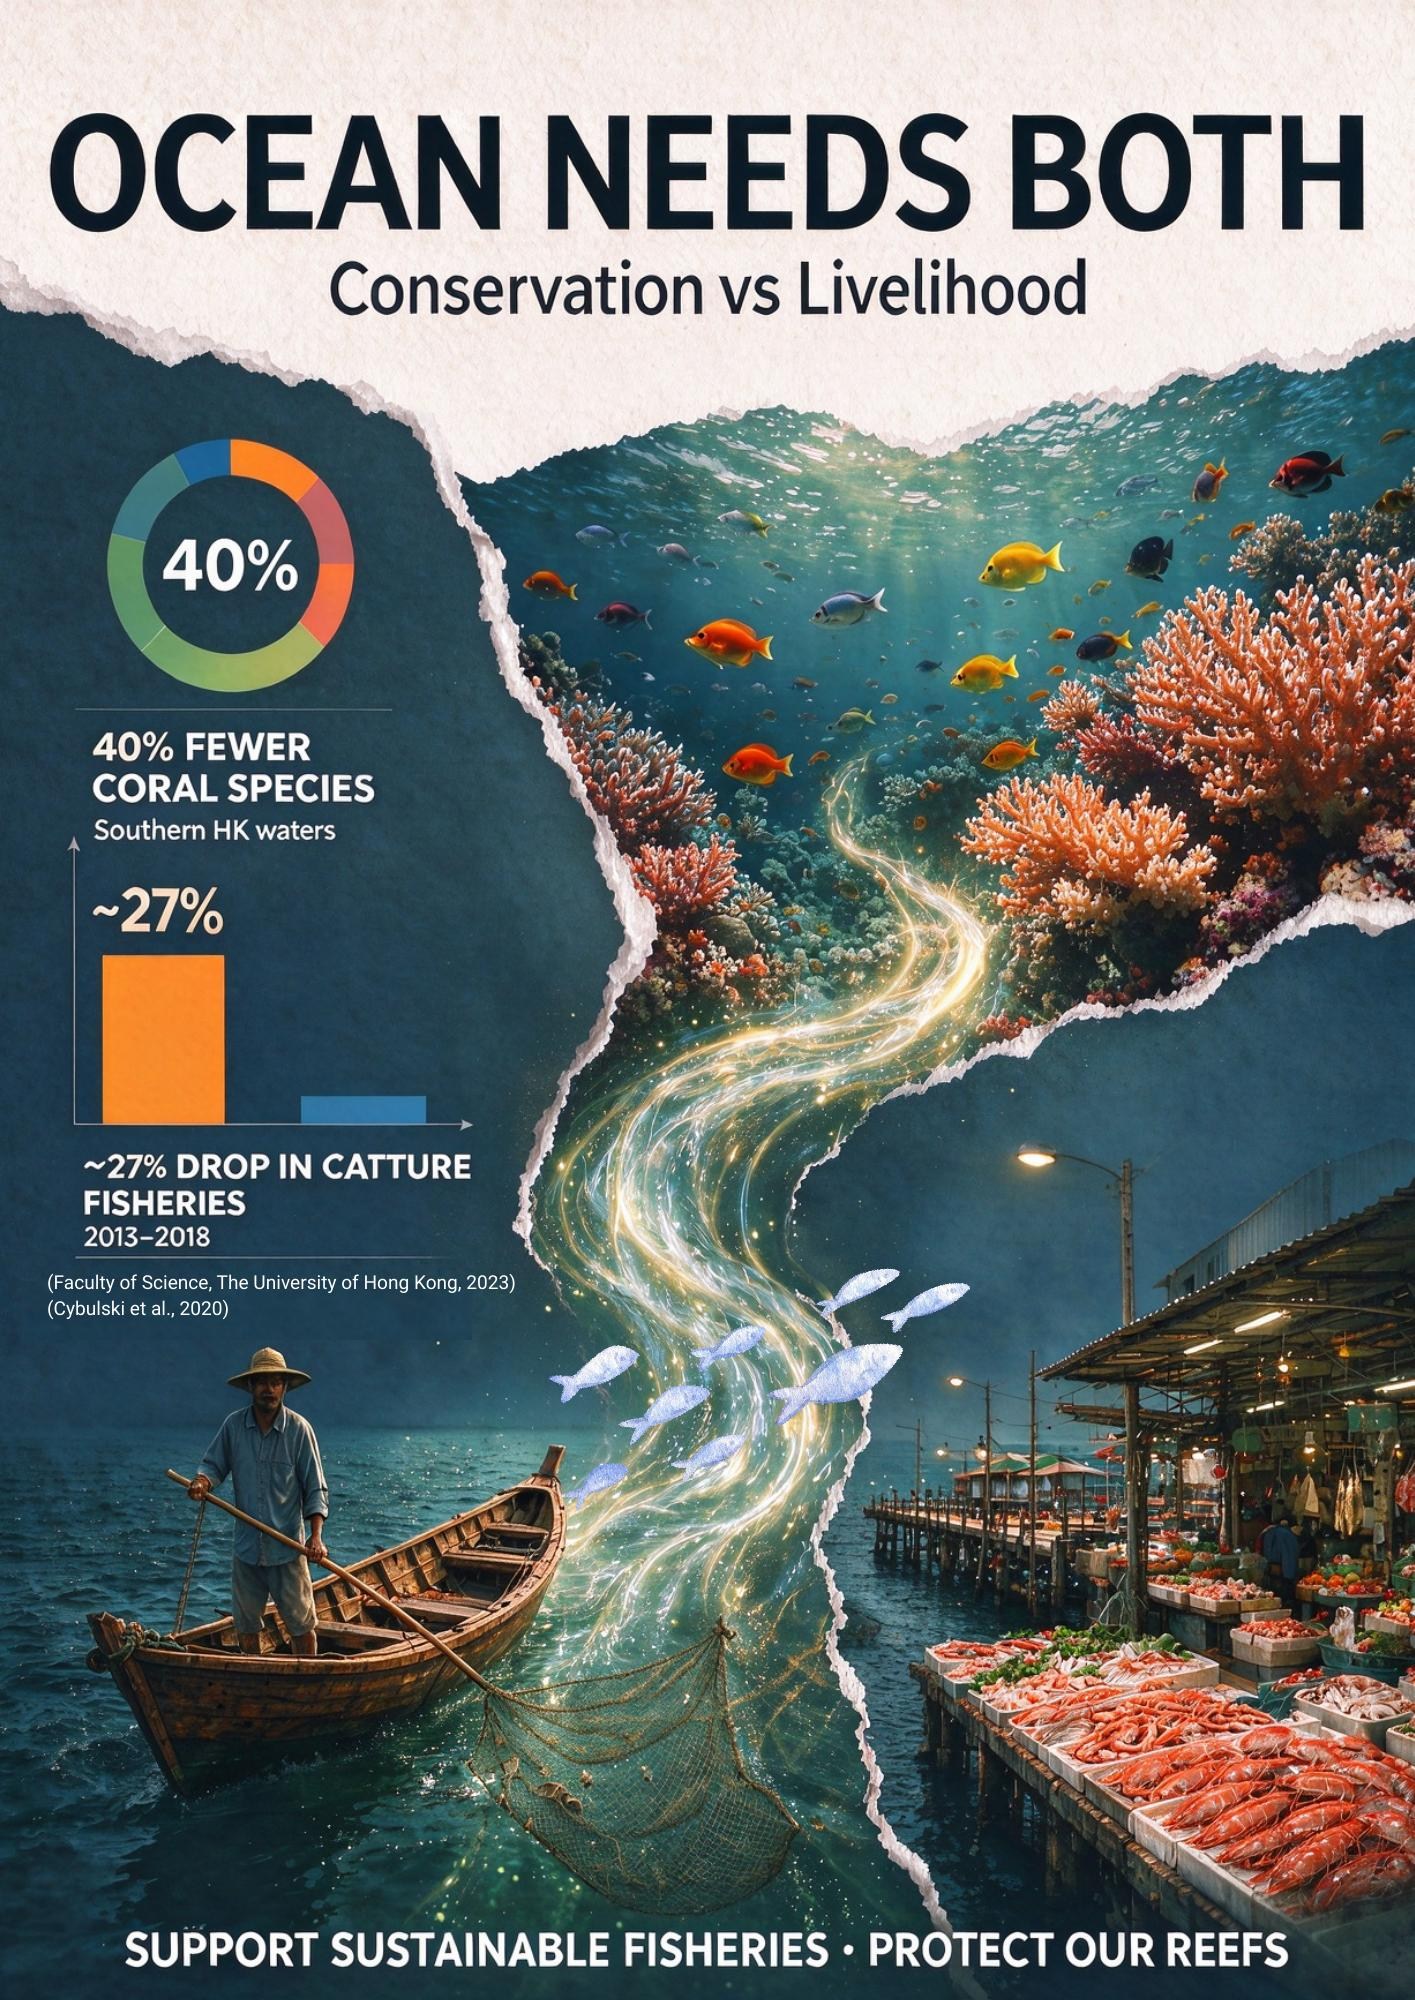 OCEAN NEEDS BOTH
Conservation vs Livelihood
40%
40% FEWER
CORAL SPECIES
Southern HK waters
~27%
~27% DROP IN CATTURE
FISHERIES
2013–2018
(Faculty of Science, The University of Hong Kong, 2023)
(Cybulski et al., 2020)
SUPPORT SUSTAINABLE FISHERIES • PROTECT OUR REEFS